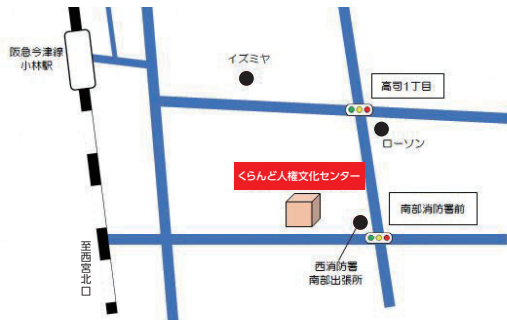 阪急今津線
小林駅
イズミヤ
高司1丁目
ローソン
くらんど人権文化センター
南部消防署前
至西宮北口
西消防署
南部出張所